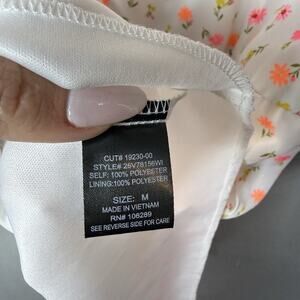 CUT# 19230-00
STYLE# 26V78156WI
SELF: 100% POLYESTER
LINING:100% POLYESTER
SIZE: M
MADE IN VIETNAM
RN# 106289
SEE REVERSE SIDE FOR CARE